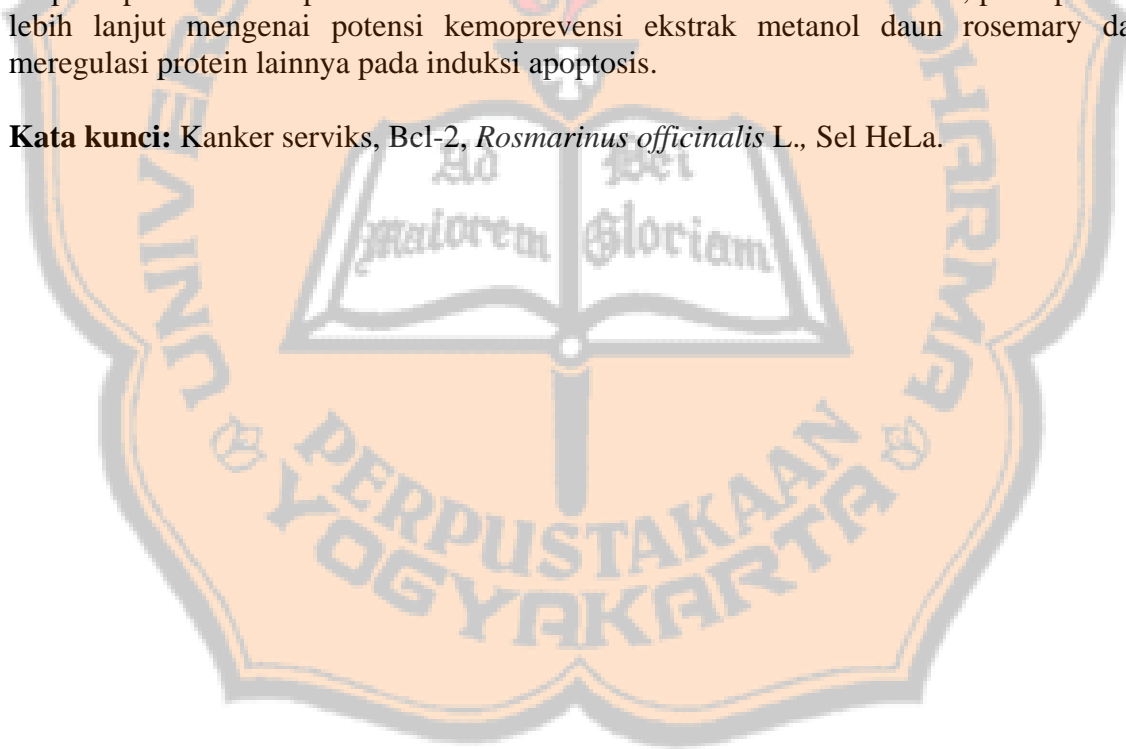 lebih lanjut mengenai potensi kemoprevensi ekstrak metanol daun rosemary
meregulasi protein lainnya pada induksi apoptosis.
Kata kunci: Kanker serviks, Bcl-2, Rosmarinus officinalis L., Sel HeLa.
Ad
maiorem
Dei
Gloriam
PERPUSTAKAAN
YOGYAKARTA